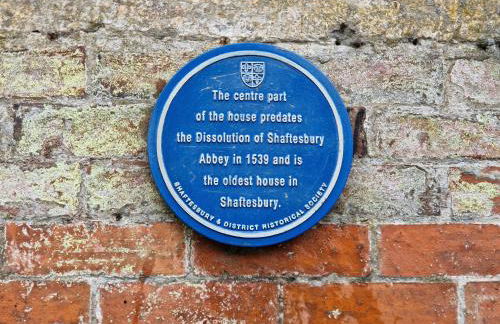 The centre part
of the house predates
the Dissolution of Shaftesbury
Abbey in 1539 and is
the oldest house in
Shaftesbury.
SHAFTESBURY & DISTRICT HISTORICAL SOCIETY